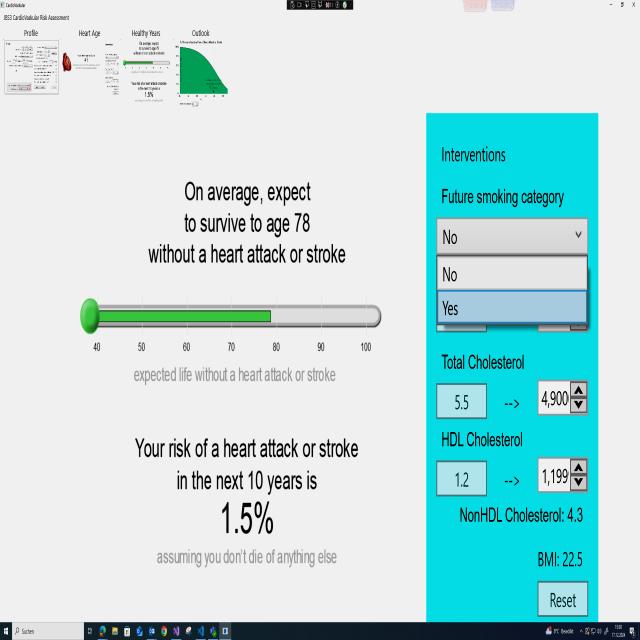 CardioVascular
JBS3 CardioVascular Risk Assessment
Profile
Heart Age
Healthy Years
Outlook
On average, expect
to survive to age 78
without a heart attack or stroke
40 50 60 70 80 90 100
expected life without a heart attack or stroke
Your risk of a heart attack or stroke
in the next 10 years is
1.5%
assuming you don't die of anything else
Interventions
Future smoking category
No
No
Yes
Total Cholesterol
5.5 --> 4,900
HDL Cholesterol
1.2 --> 1,199
NonHDL Cholesterol: 4.3
BMI: 22.5
Reset
Suchen